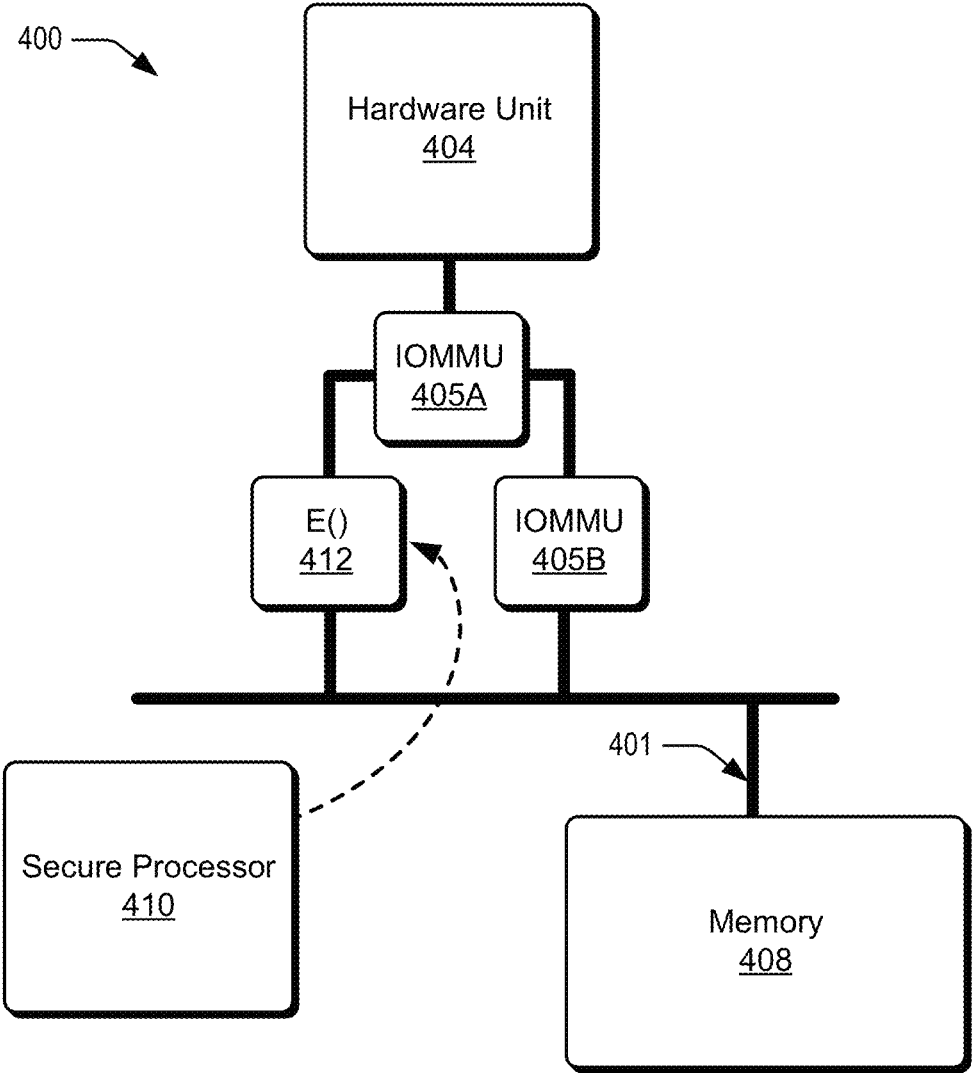 400
Hardware Unit
404
IOMMU
405A
E()
412
IOMMU
405B
401
Secure Processor
410
Memory
408